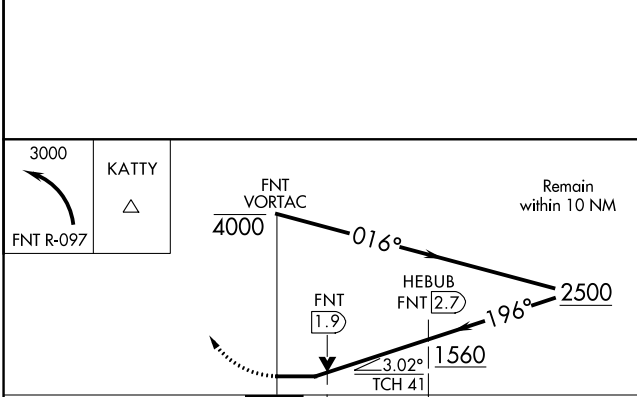 3000
FNT R-097
KATTY
FNT
VORTAC
4000
016°
Remain
within 10 NM
2500
196°
HEBUB
FNT 2.7
1560
FNT
1.9
3.02°
TCH 41